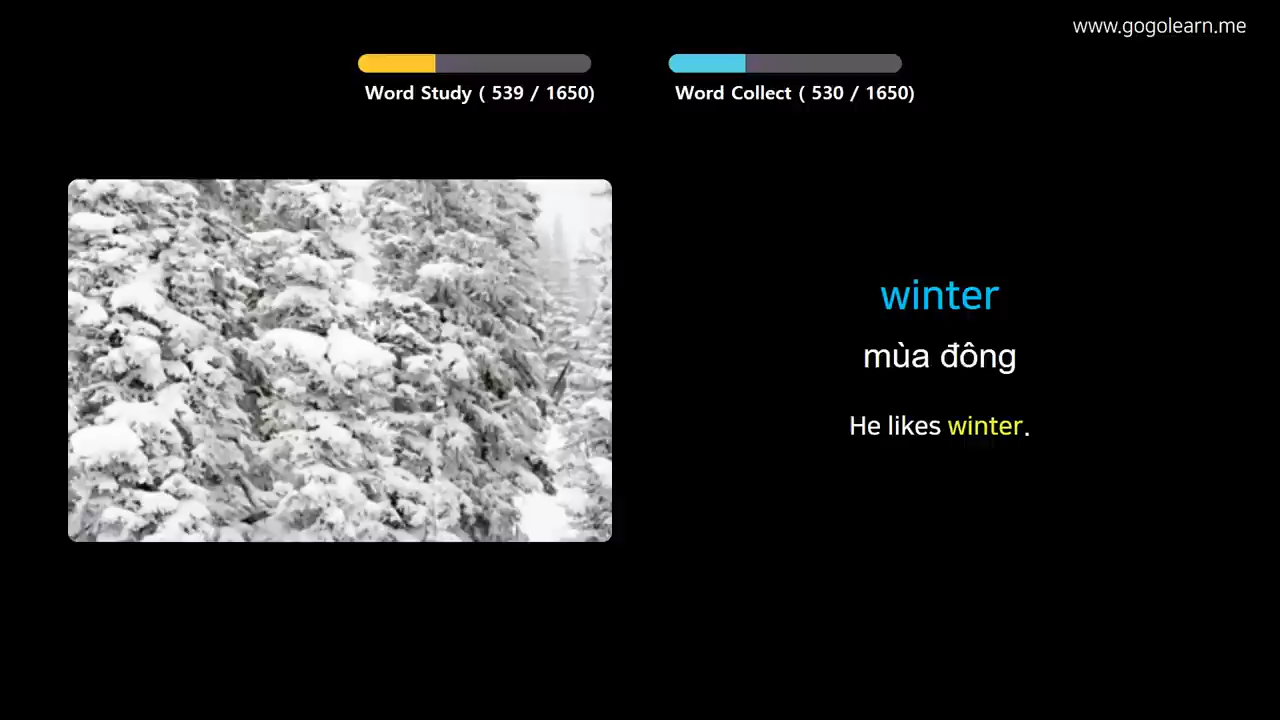 www.gogolearn.me
Word Study ( 539 / 1650)
Word Collect ( 530 / 1650)
winter
mùa đông
He likes winter.